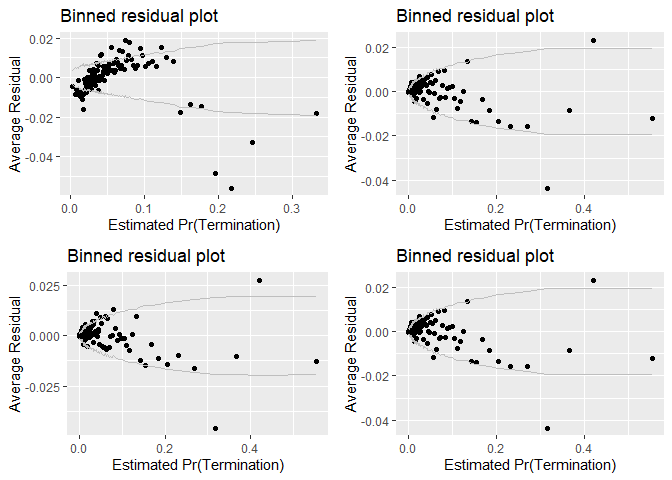 Binned residual plot
Average Residual
0.02
0.00
-0.02
-0.04
0.0
0.1
0.2
0.3
Estimated Pr(Termination)
Binned residual plot
Average Residual
0.02
0.00
-0.02
-0.04
0.0
0.2
0.4
Estimated Pr(Termination)
Binned residual plot
Average Residual
0.025
0.000
-0.025
0.0
0.2
0.4
Estimated Pr(Termination)
Binned residual plot
Average Residual
0.02
0.00
-0.02
-0.04
0.0
0.2
0.4
Estimated Pr(Termination)